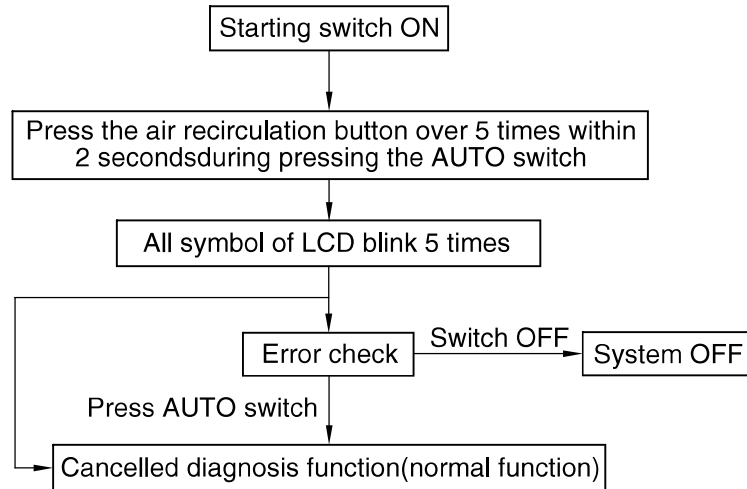 Starting switch ON
Press the air recirculation button over 5 times within
2 secondsduring pressing the AUTO switch
All symbol of LCD blink 5 times
Error check
Switch OFF
System OFF
Press AUTO switch
Cancelled diagnosis function(normal function)